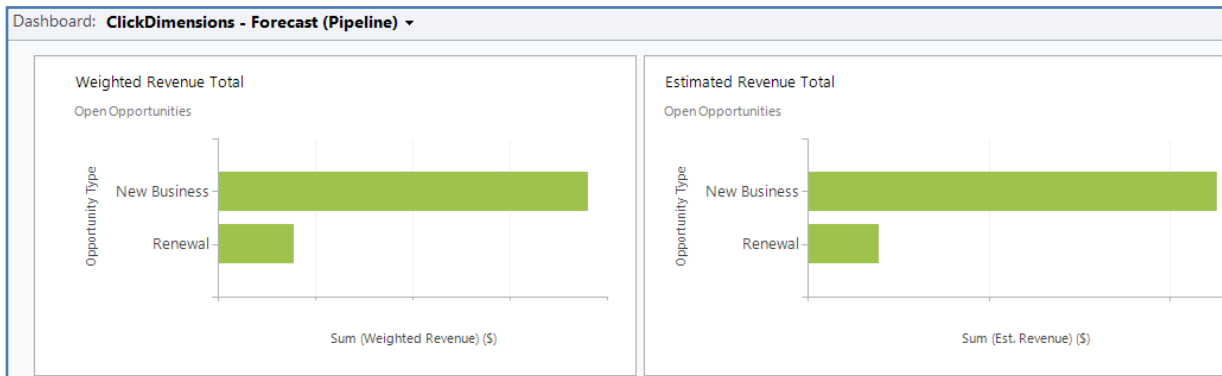 Dashboard: ClickDimensions - Forecast (Pipeline)
Weighted Revenue Total
Open Opportunities
Opportunity Type
New Business
Renewal
Sum (Weighted Revenue) ($)
Estimated Revenue Total
Open Opportunities
Opportunity Type
New Business
Renewal
Sum (Est. Revenue) ($)